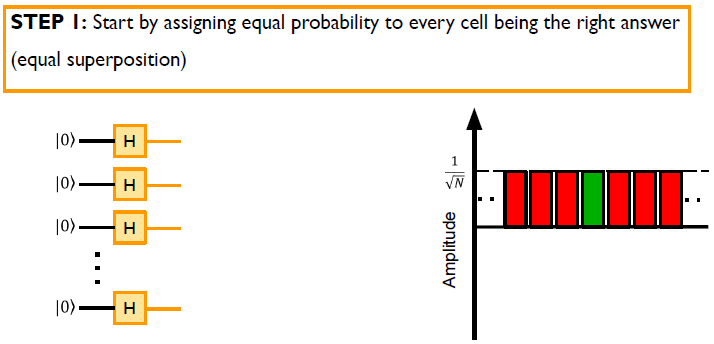 STEP 1: Start by assigning equal probability to every cell being the right answer
(equal superposition)
|0⟩ H
|0⟩ H
|0⟩ H
|0⟩ H
1/√N
Amplitude